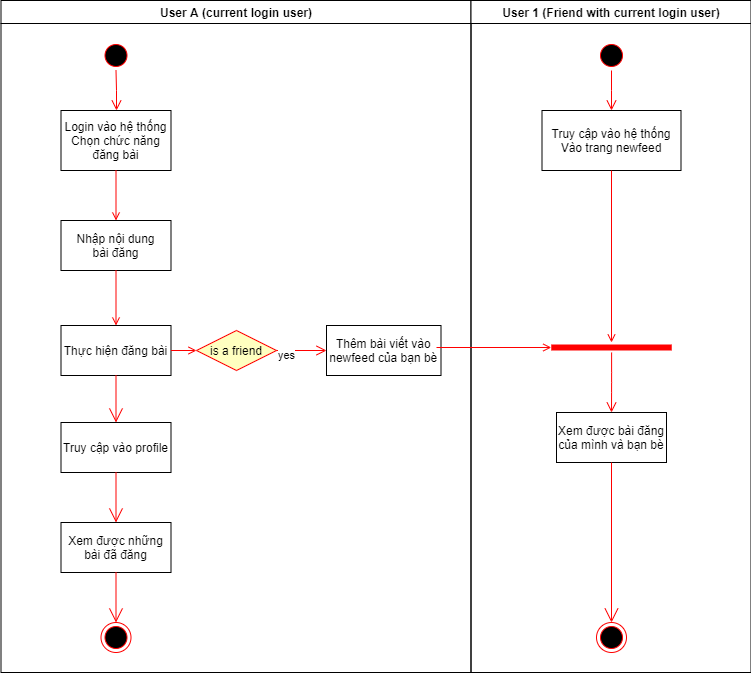 User A (current login user)
User 1 (Friend with current login user)
Login vào hệ thống
Chọn chức năng
đăng bài
Truy cập vào hệ thống
Vào trang newfeed
Nhập nội dung
bài đăng
Thực hiện đăng bài
is a friend
yes
Thêm bài viết vào
newfeed của bạn bè
Truy cập vào profile
Xem được bài đăng
của mình và bạn bè
Xem được những
bài đã đăng